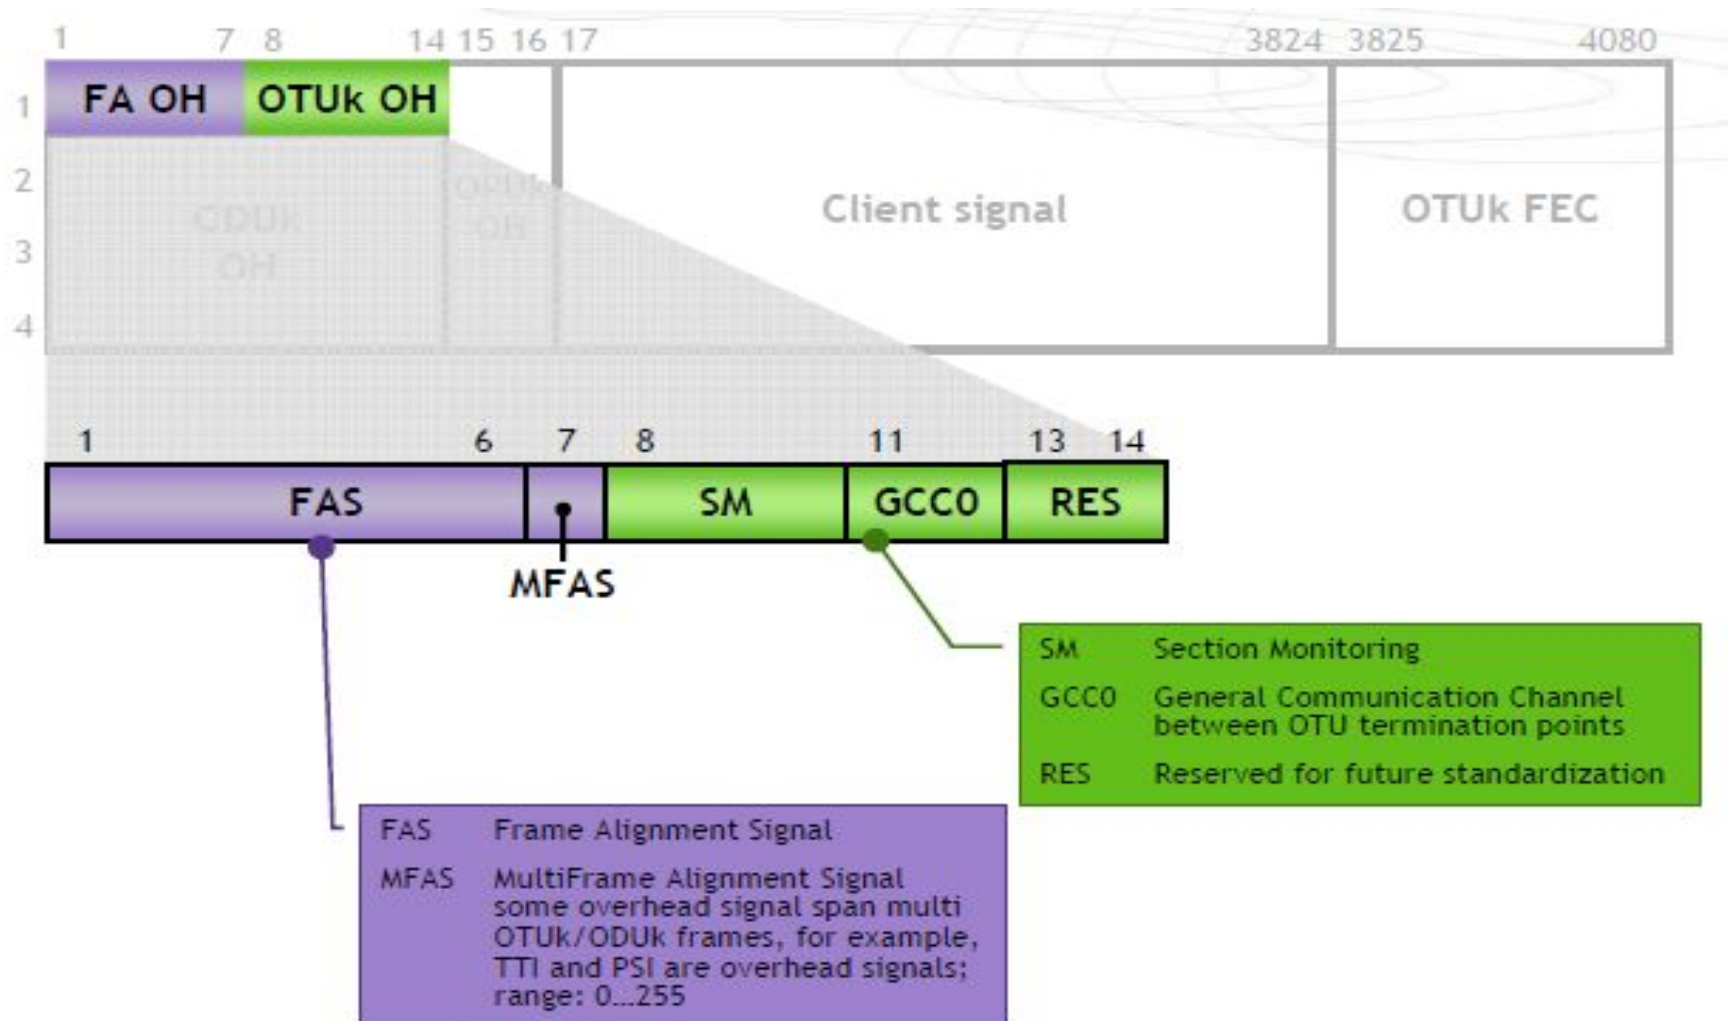 1 7 8 14 15 16 17 3824 3825 4080
1 FA OH OTUk OH
2 OPUk
ODUk OH Client signal OTUk FEC
3 OH
4
1 6 7 8 11 13 14
FAS SM GCC0 RES
MFAS
SM Section Monitoring
GCC0 General Communication Channel
between OTU termination points
RES Reserved for future standardization
FAS Frame Alignment Signal
MFAS MultiFrame Alignment Signal
some overhead signal span multi
OTUk/ODUk frames, for example,
TTI and PSI are overhead signals;
range: 0...255